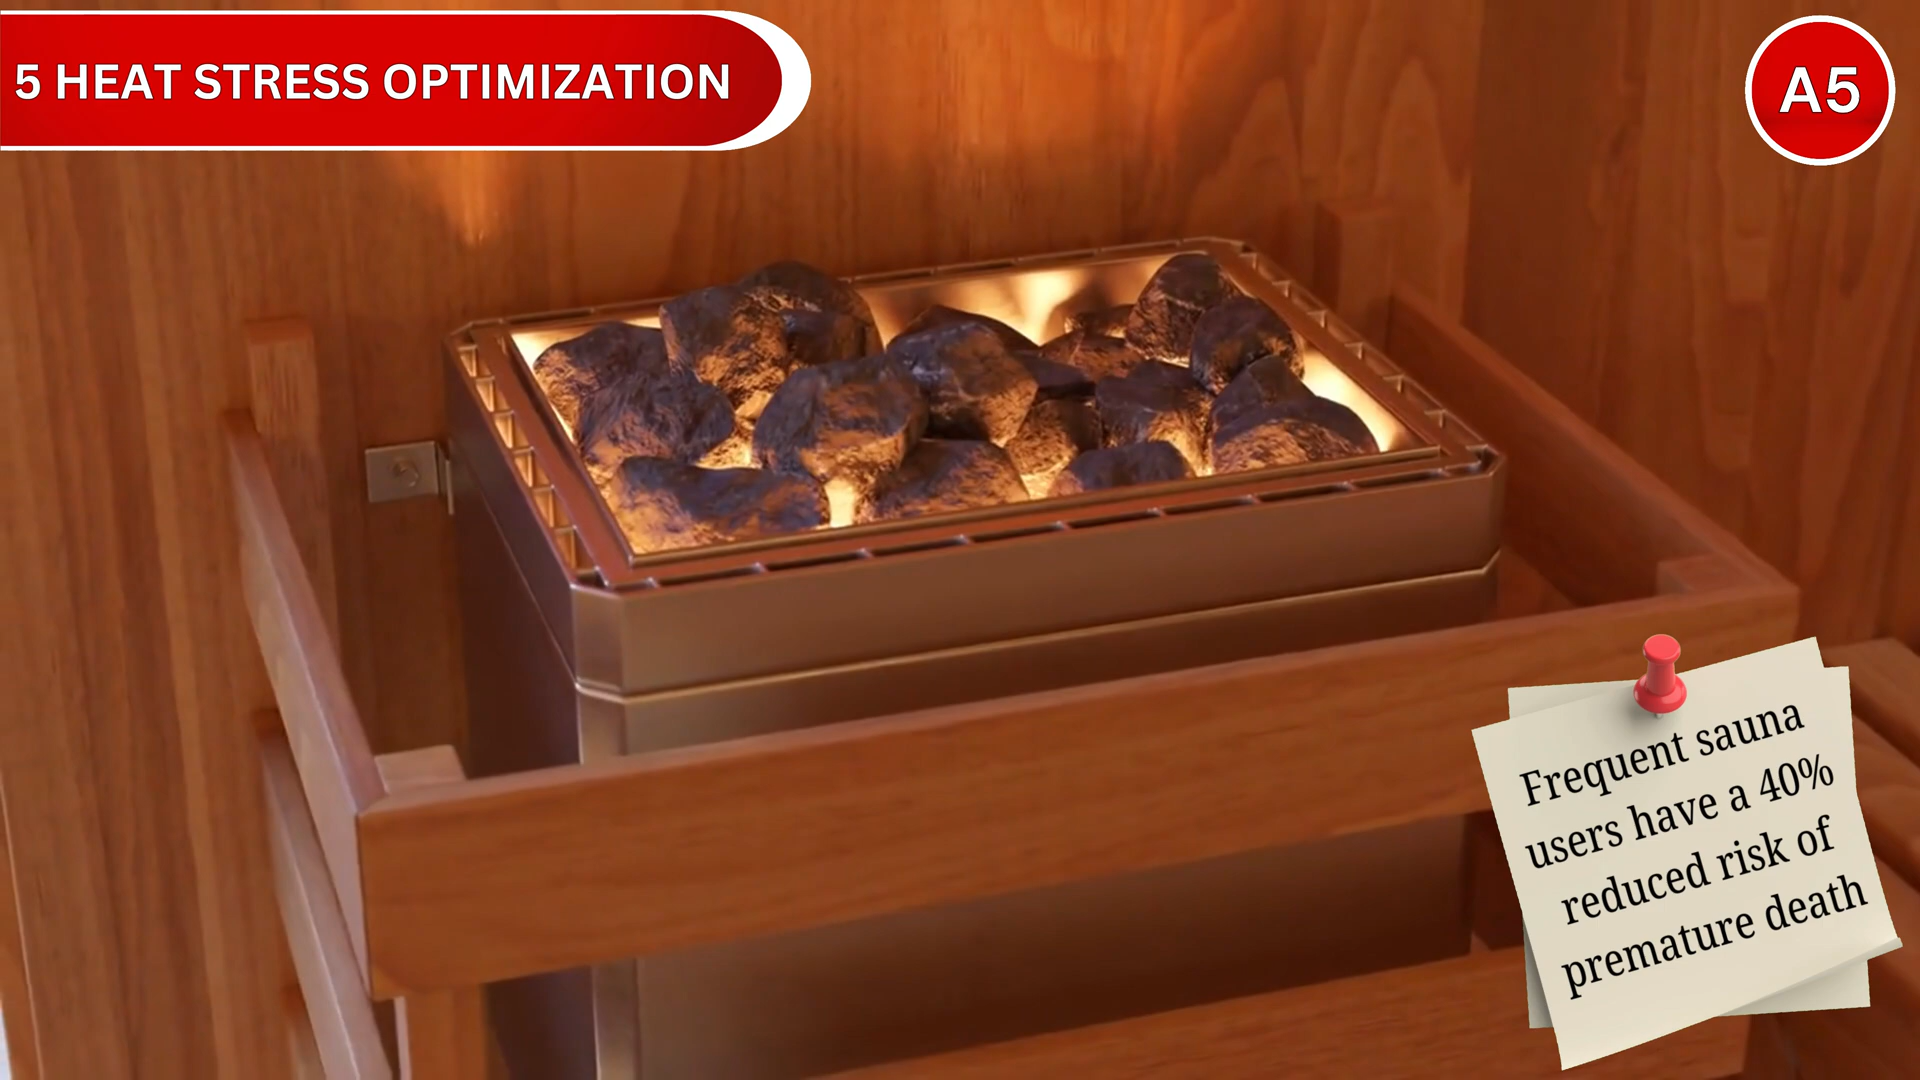 5 HEAT STRESS OPTIMIZATION
A5
Frequent sauna
users have a 40%
reduced risk of
premature death